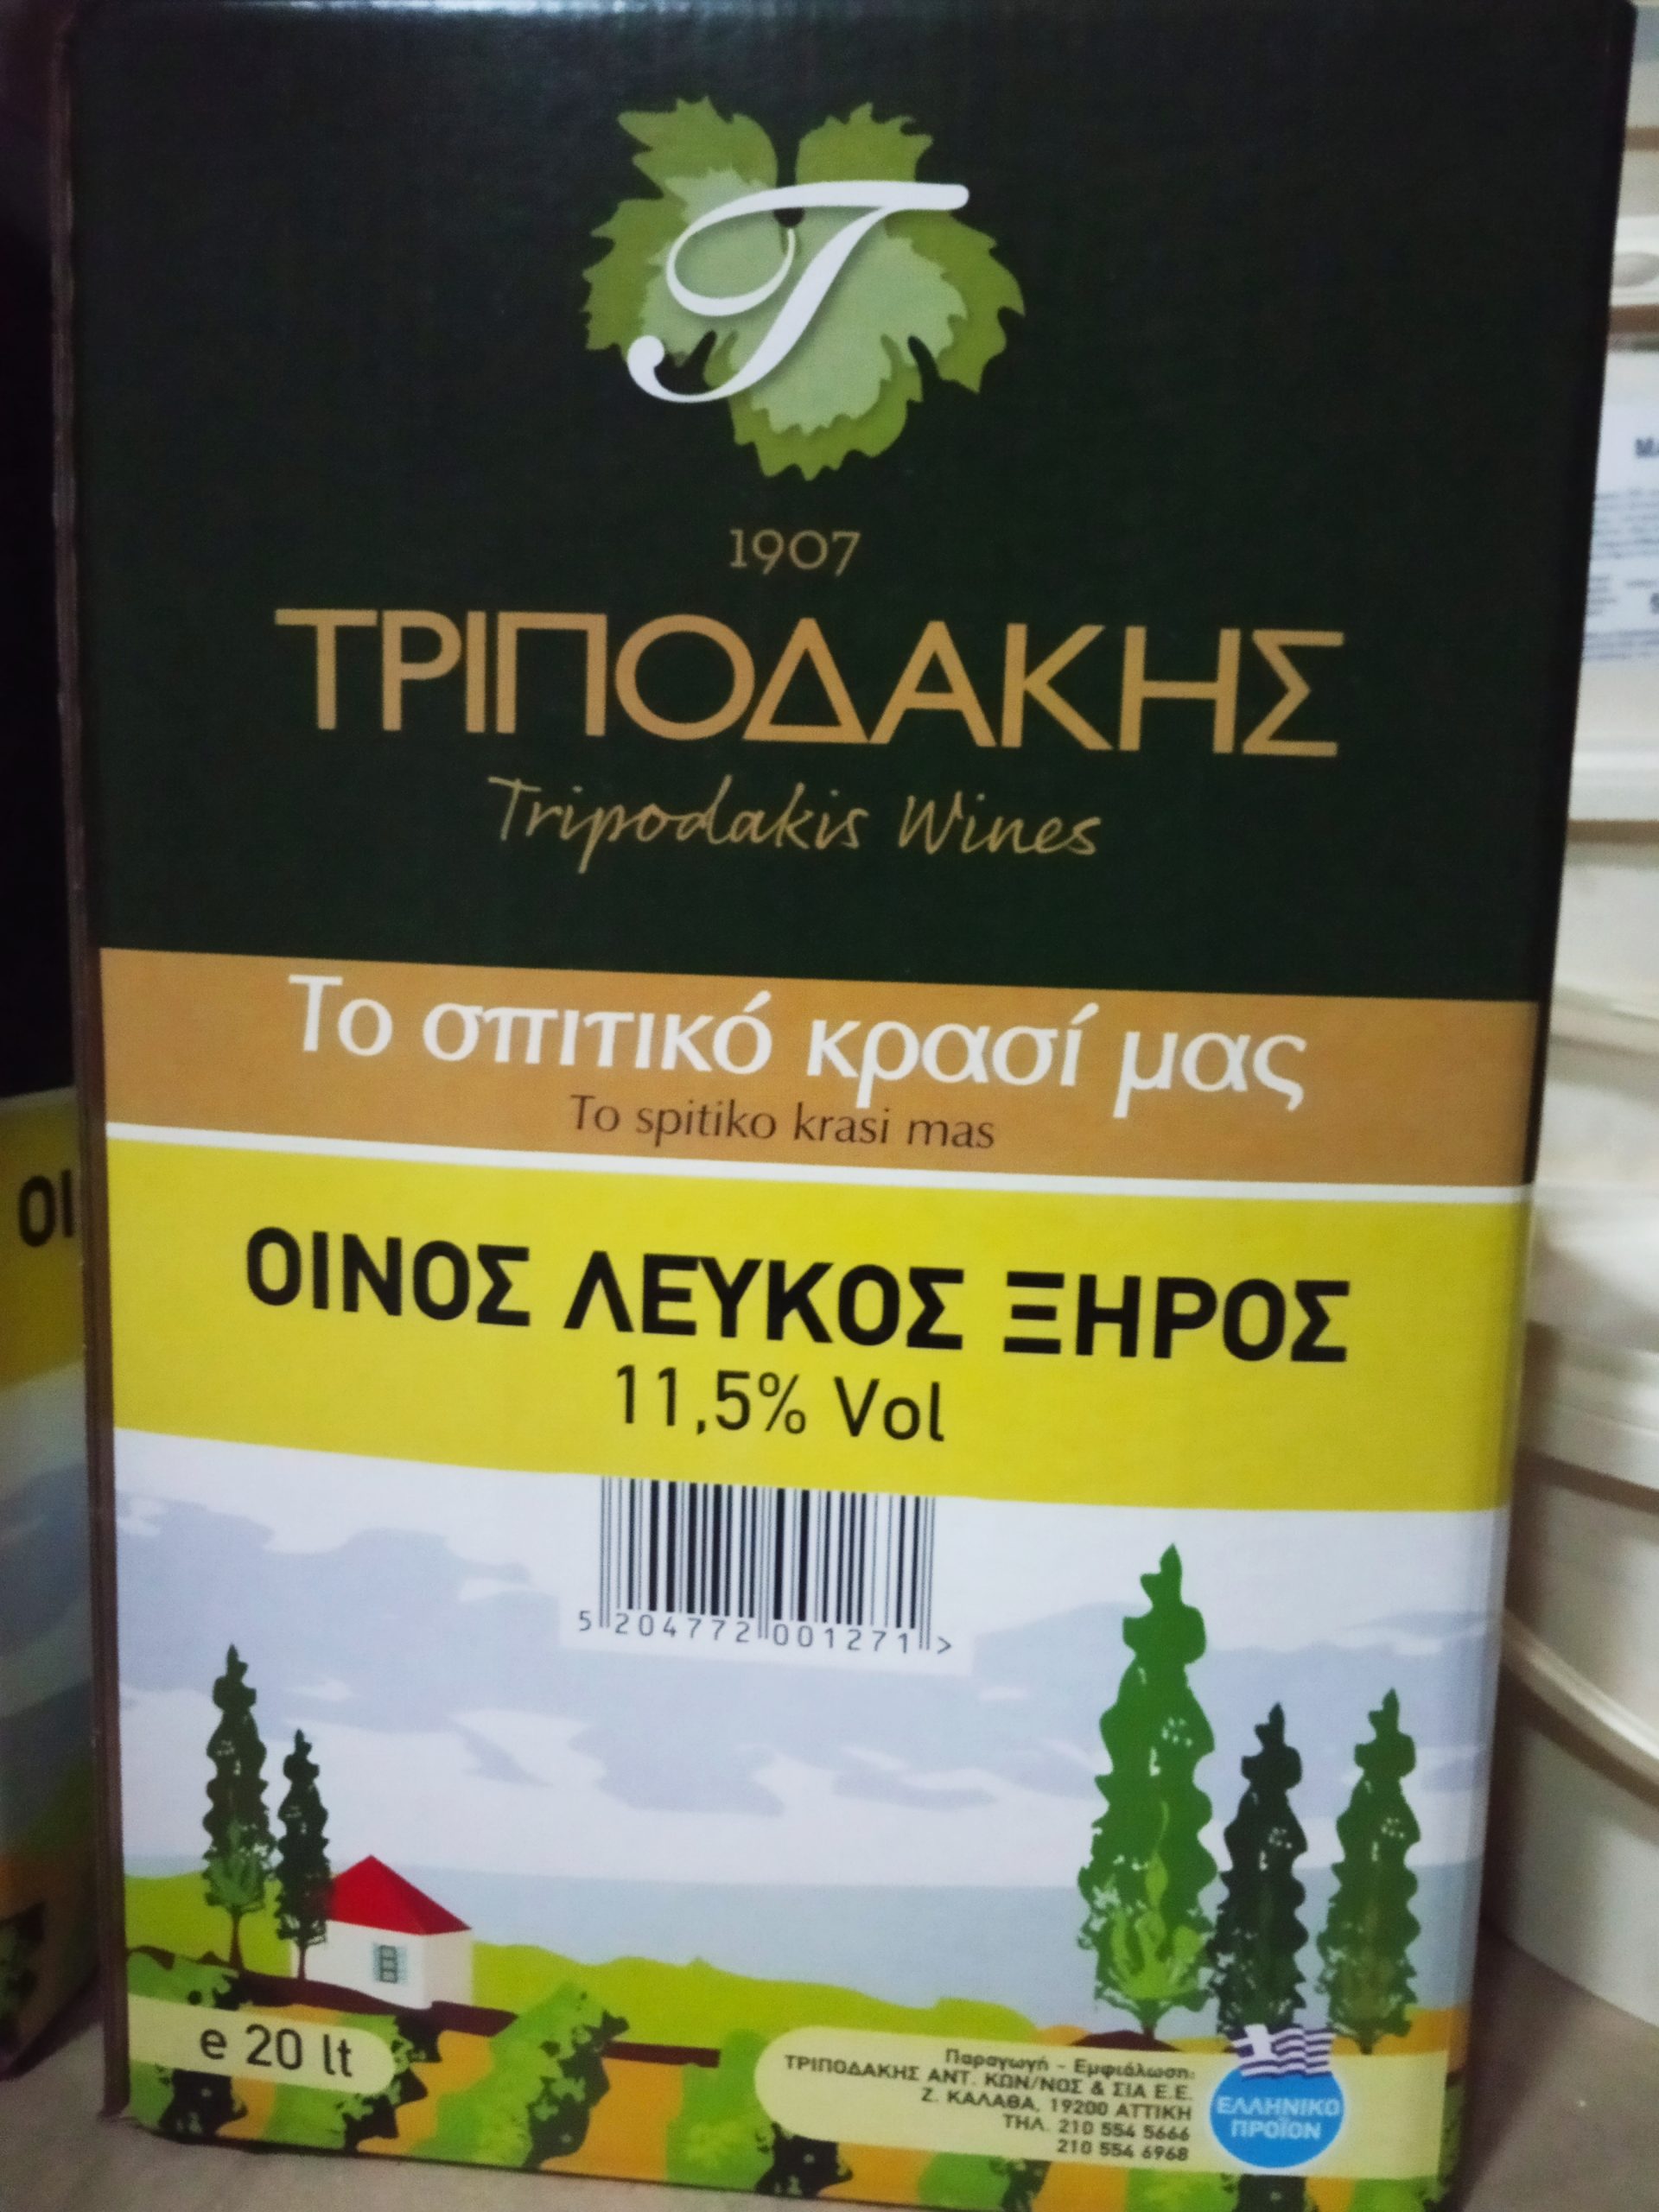 T
1907
ΤΡΙΠΟΔΑΚΗΣ
Tripodakis Wines
Το σπιτικό κρασί μας
To spitiko krasi mas
ΟΙΝΟΣ ΛΕΥΚΟΣ ΞΗΡΟΣ
11,5% Vol
5 204772 001271 >
e 20 lt
Παραγωγή - Εμφιάλωση:
ΤΡΙΠΟΔΑΚΗΣ ΑΝΤ. ΚΩΝ/ΝΟΣ & ΣΙΑ Ε.Ε.
Ζ. ΚΑΛΑΒΑ, 19200 ΑΤΤΙΚΗ
ΤΗΛ. 210 554 5666
210 554 6968
ΕΛΛΗΝΙΚΟ
ΠΡΟΪΟΝ
ΟΙ